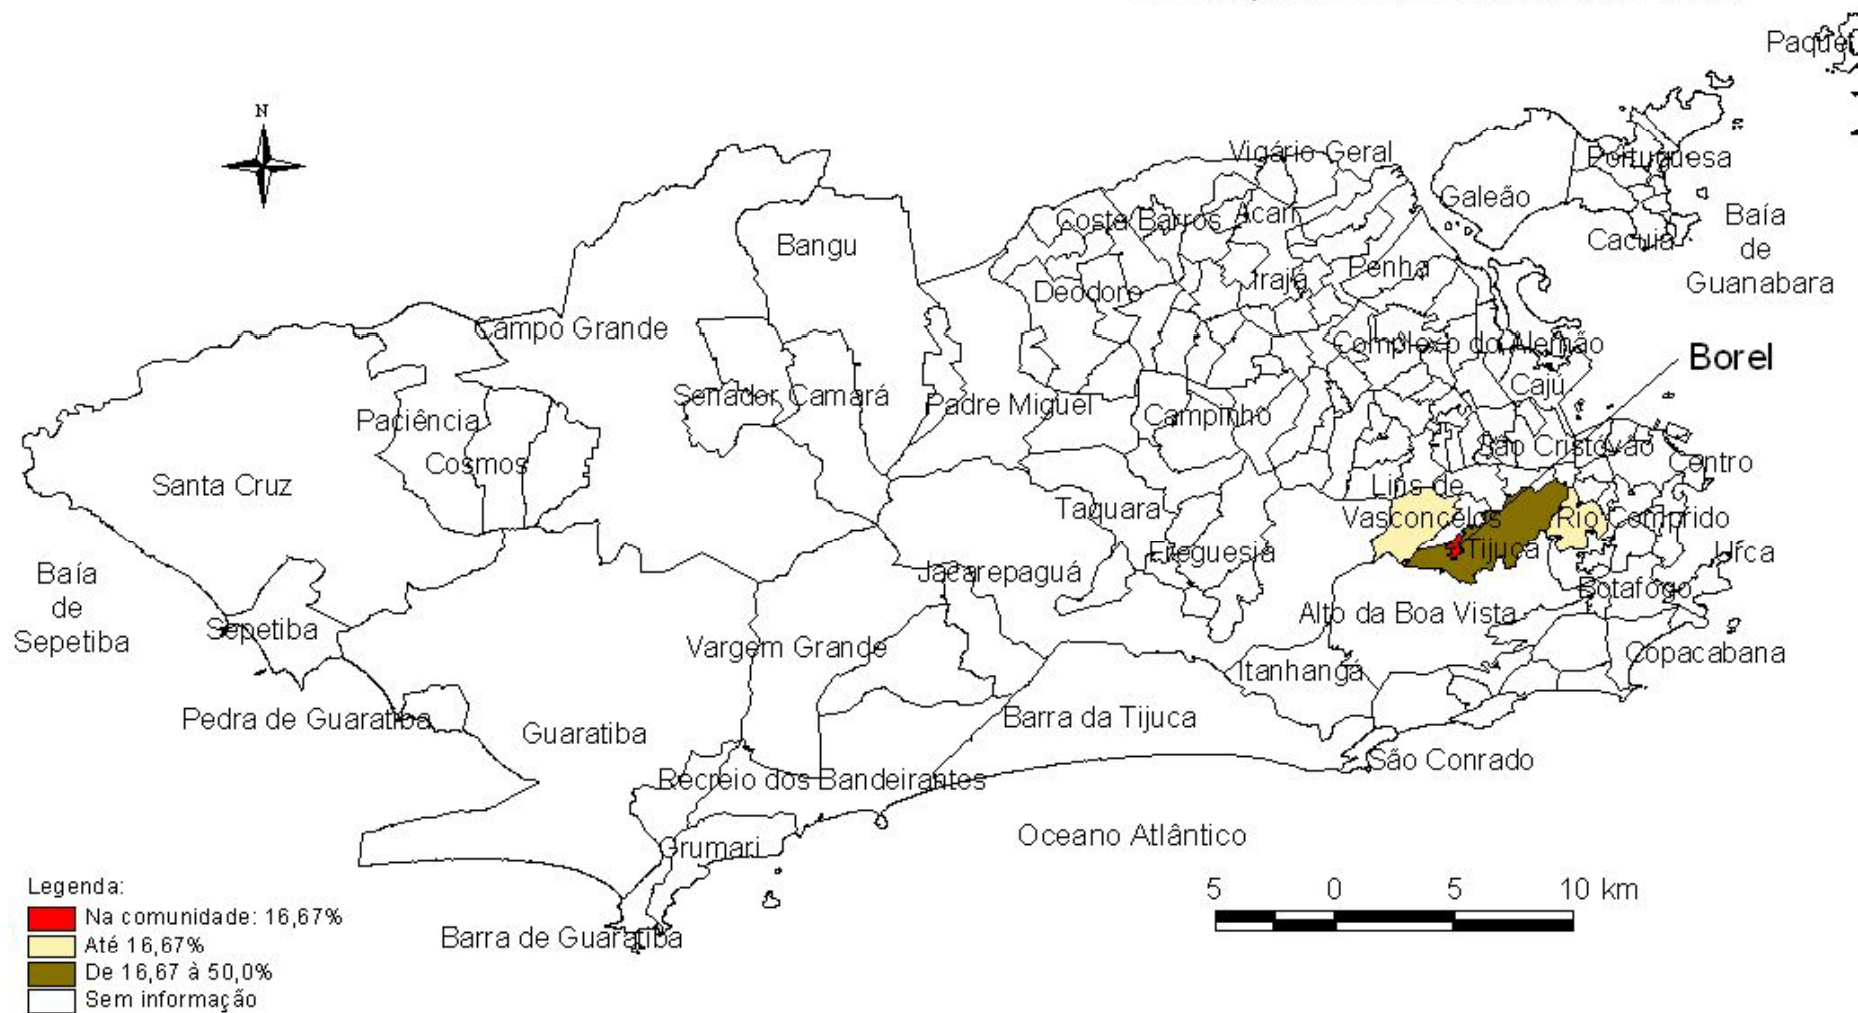 N
Vigário Geral
Portuguesa
Galeão
Costa Barros
Acari
Baía
de
Guanabara
Bangu
Cacuia
Penha
Irajá
Deodoro
Campo Grande
Complexo do Alemão
Borel
Cajú
Senador Camará
Padre Miguel
Campinho
Paciência
São Cristovão
Cosmos
Centro
Santa Cruz
Lins de
Vasconcelos
Taguara
Rio Comprido
Freguesia
Tijuca
Urca
Jacarepaguá
Botafogo
Baía
de
Sepetiba
Sepetiba
Alto da Boa Vista
Vargem Grande
Copacabana
Itanhangá
Pedra de Guaratiba
Barra da Tijuca
Guaratiba
São Conrado
Recreio dos Bandeirantes
Oceano Atlântico
Grumari
Barra de Guaratiba
5 0 5 10 km
Legenda:
Na comunidade: 16,67%
Até 16,67%
De 16,67 à 50,0%
Sem informação